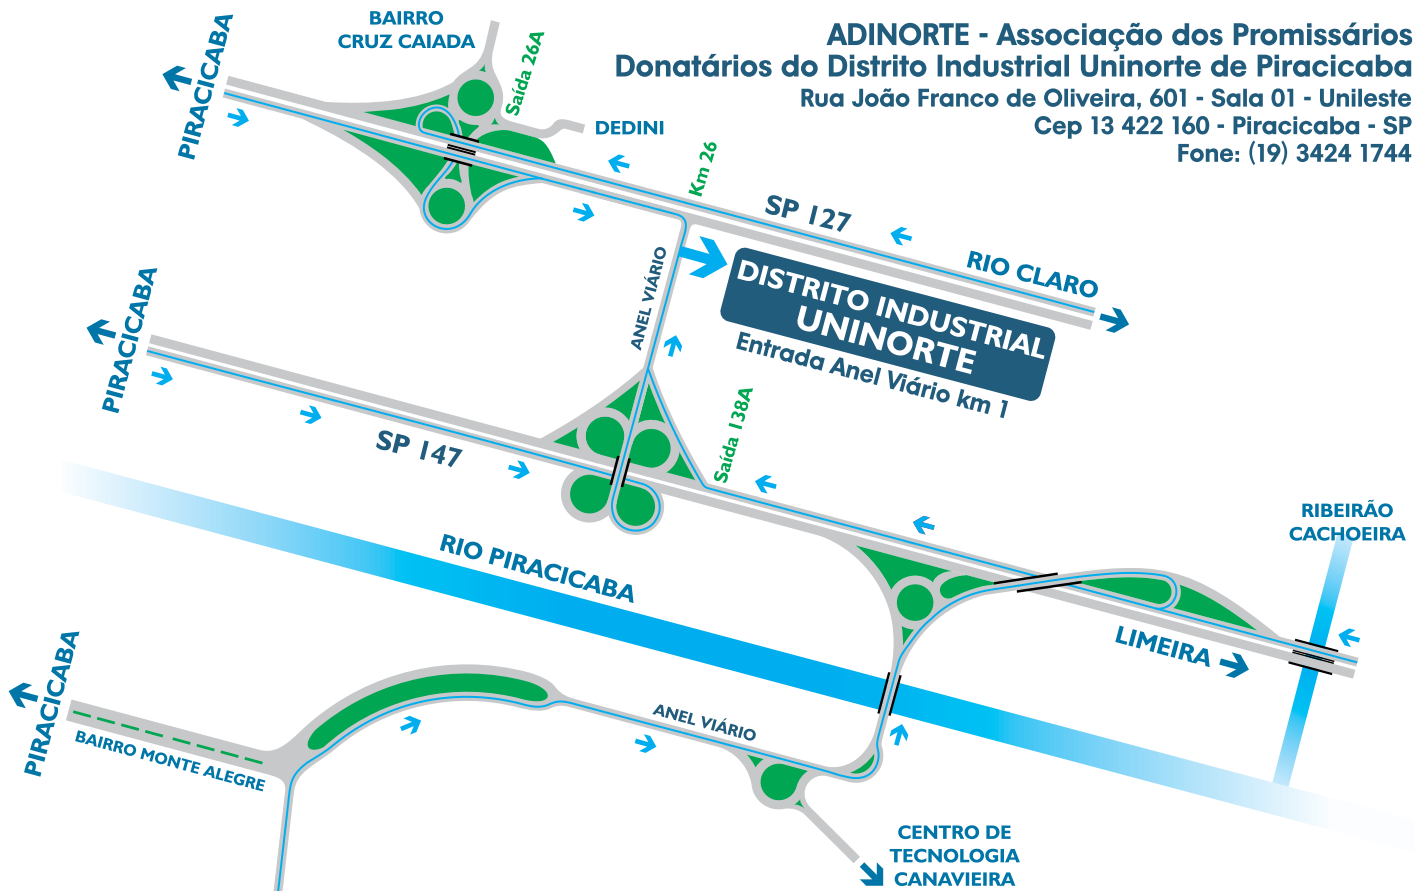 ADINORTE - Associação dos Promissários
Donatários do Distrito Industrial Uninorte de Piracicaba
Rua João Franco de Oliveira, 601 - Sala 01 - Unileste
Cep 13 422 160 - Piracicaba - SP
Fone: (19) 3424 1744
BAIRRO
CRUZ CAIADA
PIRACICABA
Saída 26A
DEDINI
Km 26
SP 127
RIO CLARO
ANEL VIÁRIO
DISTRITO INDUSTRIAL
UNINORTE
Entrada Anel Viário km 1
PIRACICABA
SP 147
Saída 138A
RIBEIRÃO
CACHOEIRA
RIO PIRACICABA
LIMEIRA
PIRACICABA
BAIRRO MONTE ALEGRE
ANEL VIÁRIO
CENTRO DE
TECNOLOGIA
CANAVIEIRA